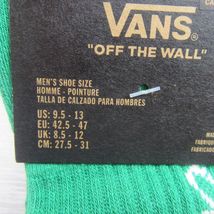 VANS
"OFF THE WALL"
MEN'S SHOE SIZE
HOMME - POINTURE
TALLA DE CALZADO PARA HOMBRES
US: 9.5 - 13
EU: 42.5 - 47
UK: 8.5 - 12
CM: 27.5 - 31